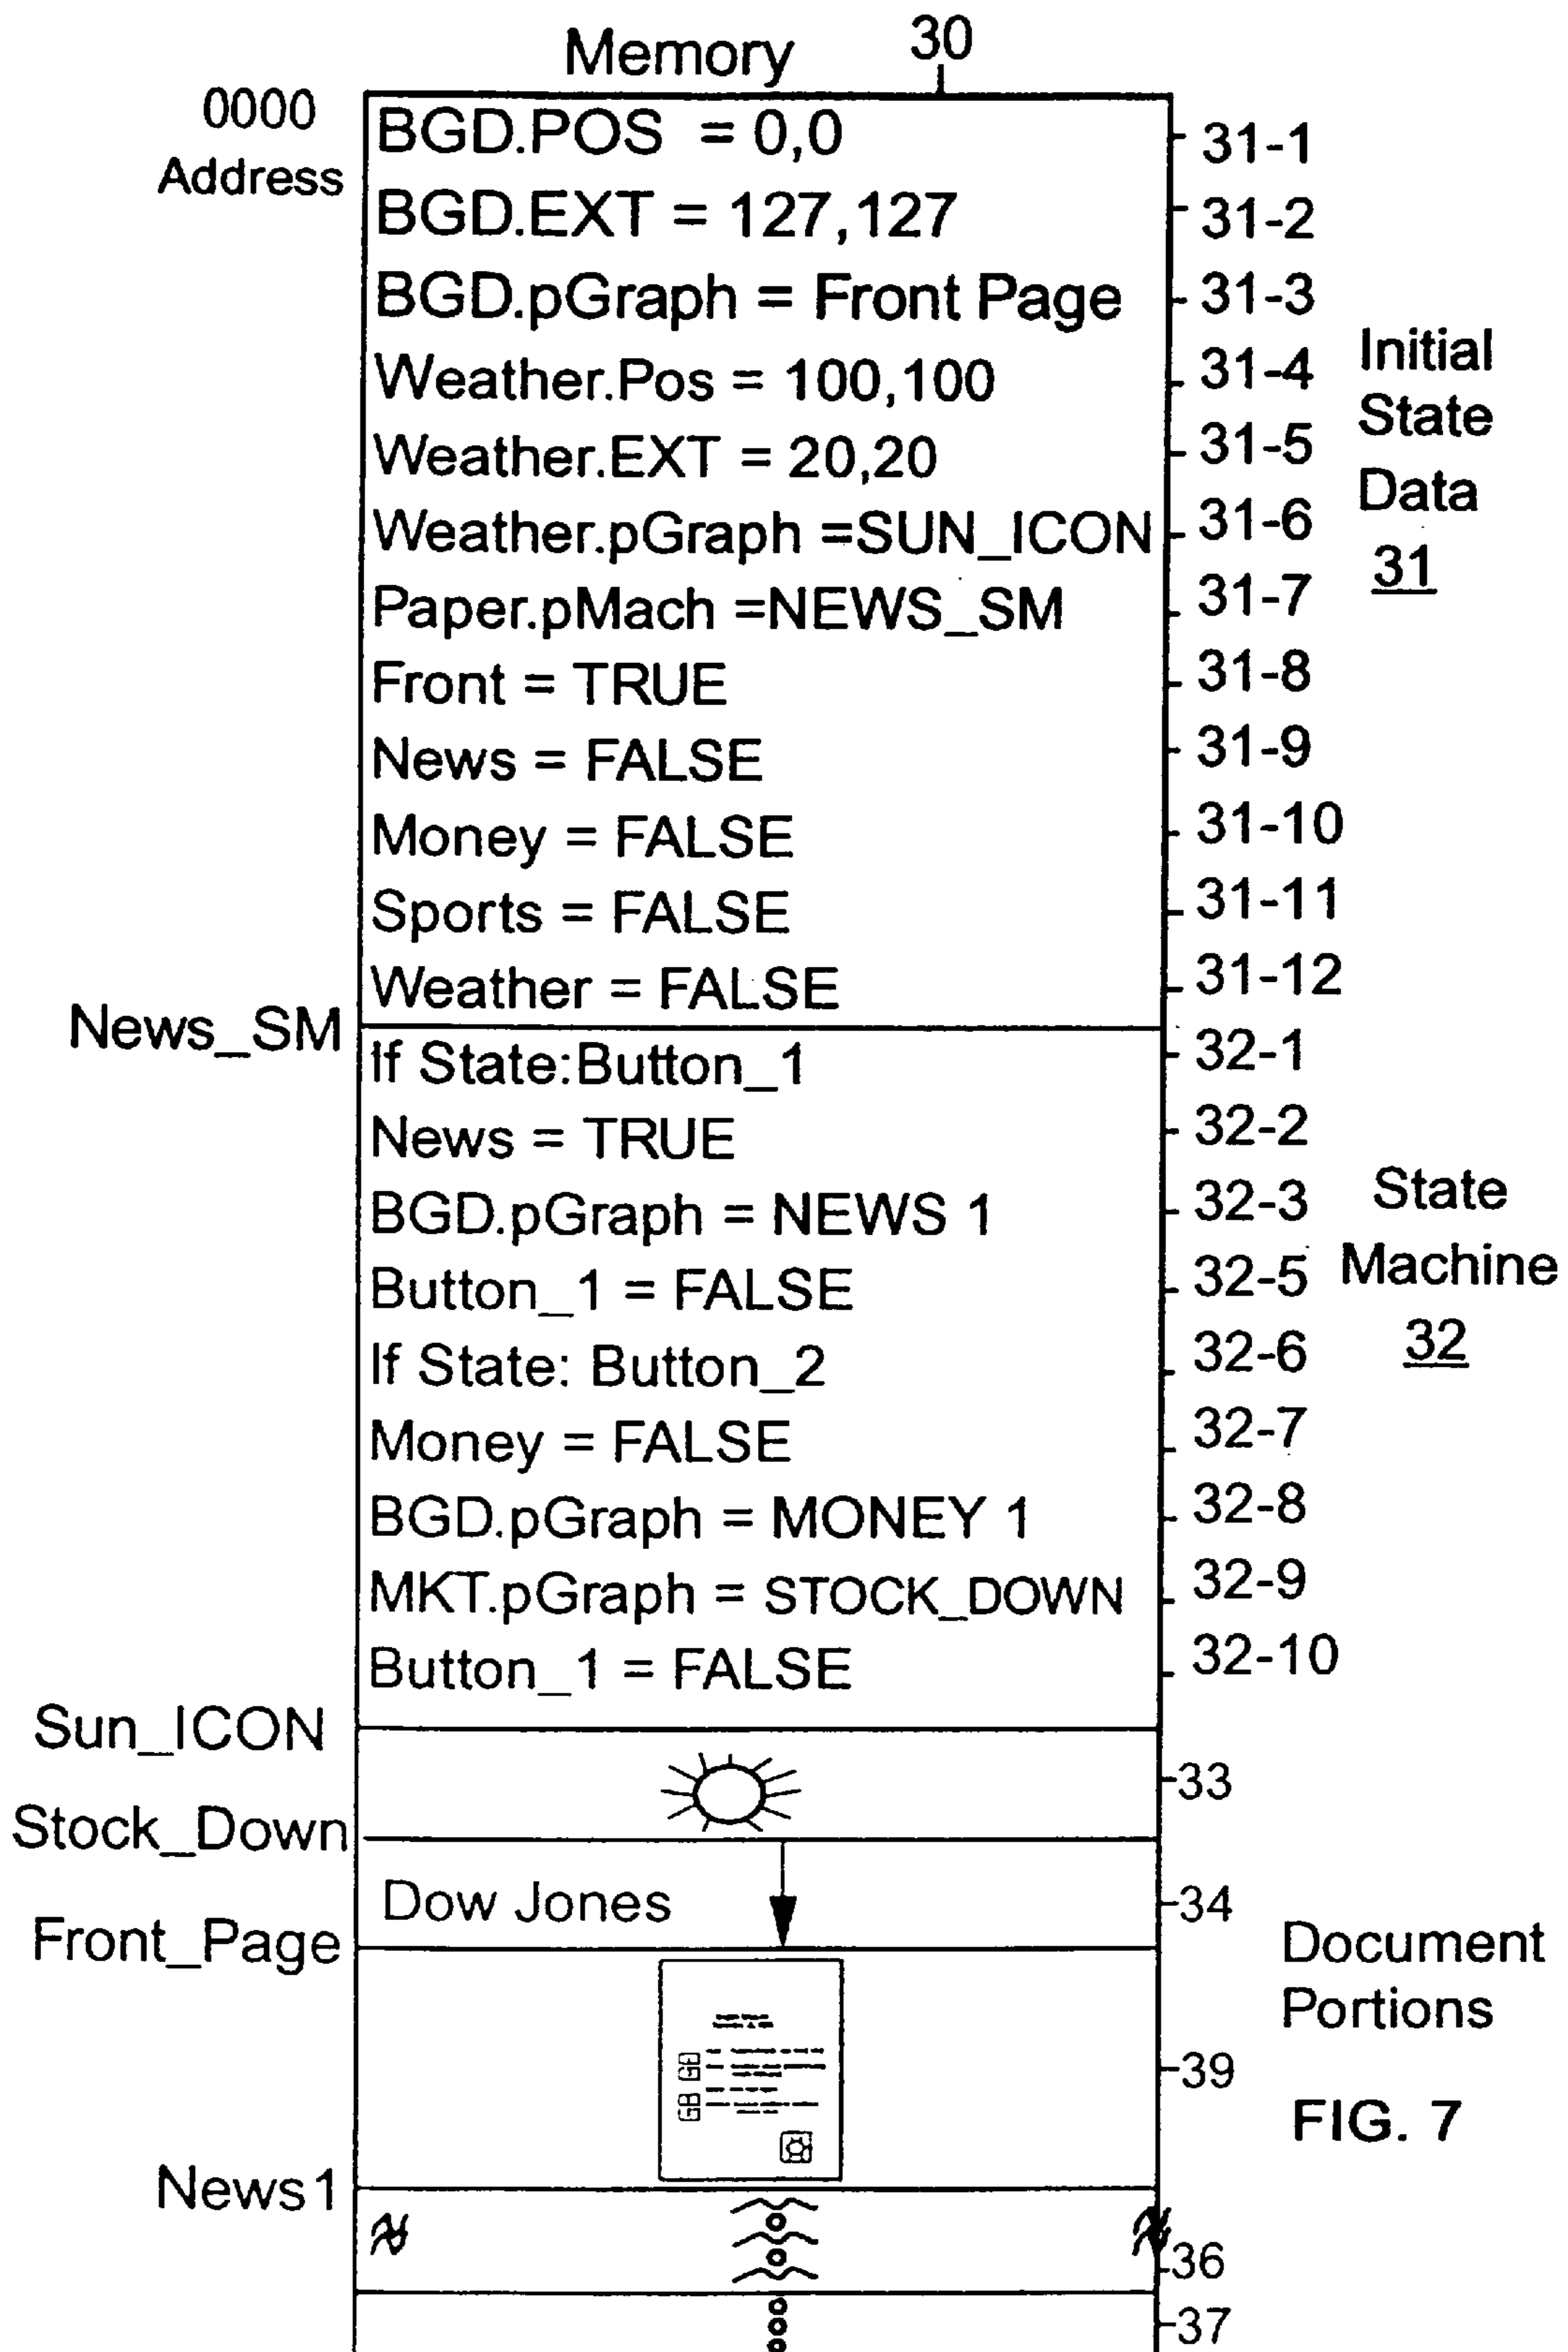 Memory 30
0000
Address
BGD.POS = 0,0 31-1
BGD.EXT = 127,127 31-2
BGD.pGraph = Front Page 31-3
Weather.Pos = 100,100 31-4
Weather.EXT = 20,20 31-5
Weather.pGraph =SUN_ICON 31-6
Paper.pMach =NEWS_SM 31-7
Front = TRUE 31-8
News = FALSE 31-9
Money = FALSE 31-10
Sports = FALSE 31-11
Weather = FALSE 31-12
Initial
State
Data
31
News_SM
If State:Button_1 32-1
News = TRUE 32-2
BGD.pGraph = NEWS 1 32-3
Button_1 = FALSE 32-5
If State: Button_2 32-6
Money = FALSE 32-7
BGD.pGraph = MONEY 1 32-8
MKT.pGraph = STOCK_DOWN 32-9
Button_1 = FALSE 32-10
State
Machine
32
Sun_ICON
33
Stock_Down
Dow Jones 34
Front_Page
39
Document
Portions
FIG. 7
News1
36
37